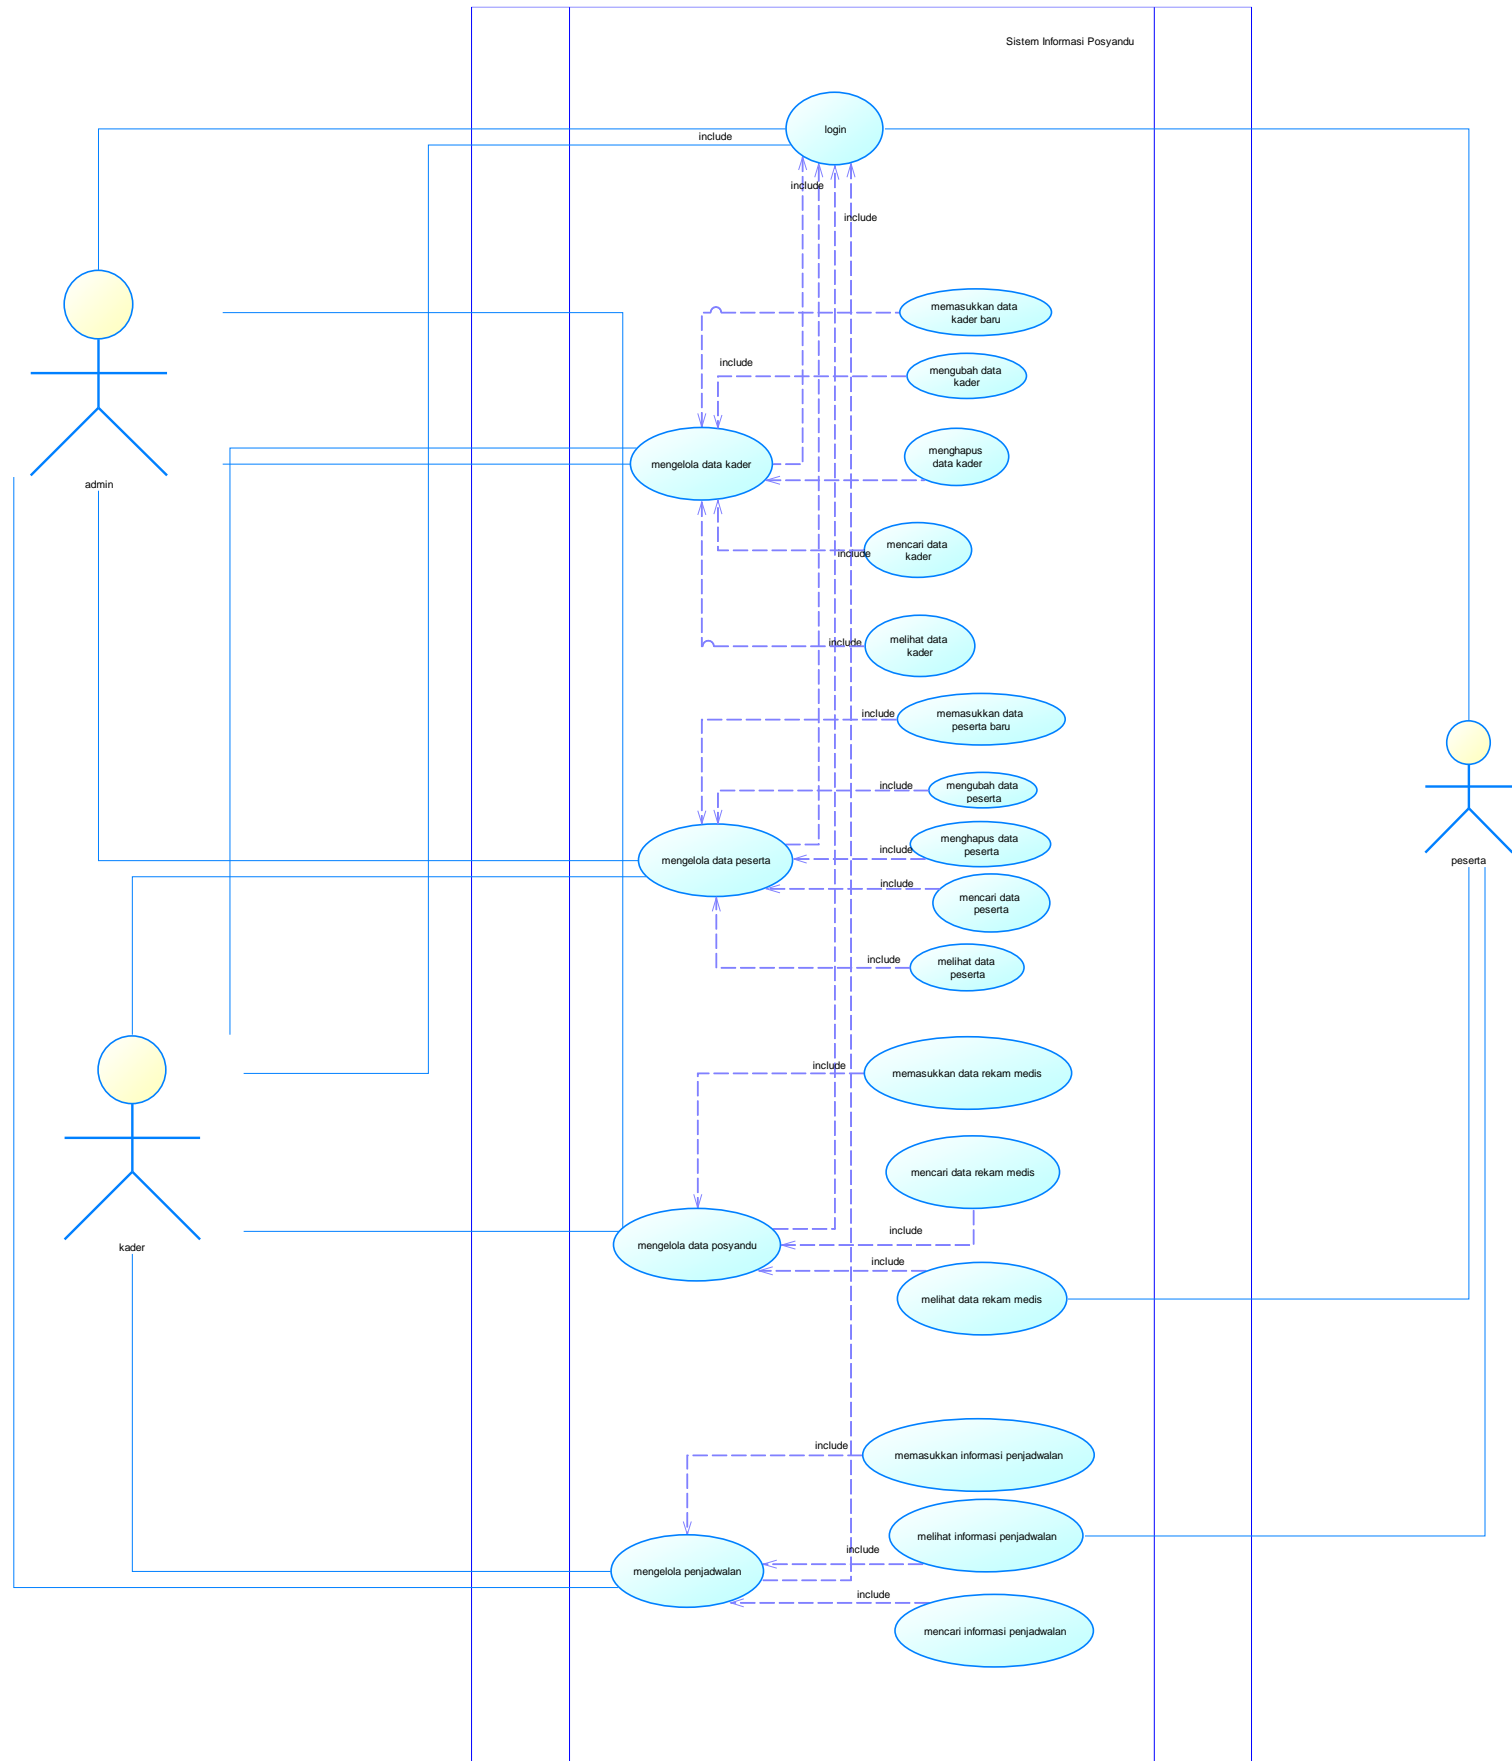 Sistem Informasi Posyandu
login
include
include
include
memasukkan data
kader baru
include
mengubah data
kader
menghapus
data kader
mengelola data kader
admin
mencari data
kader
include
melihat data
kader
include
include
memasukkan data
peserta baru
include
mengubah data
peserta
menghapus data
peserta
include
mengelola data peserta
peserta
include
mencari data
peserta
include
melihat data
peserta
include
memasukkan data rekam medis
mencari data rekam medis
include
kader
mengelola data posyandu
include
melihat data rekam medis
include
memasukkan informasi penjadwalan
melihat informasi penjadwalan
include
mengelola penjadwalan
include
mencari informasi penjadwalan